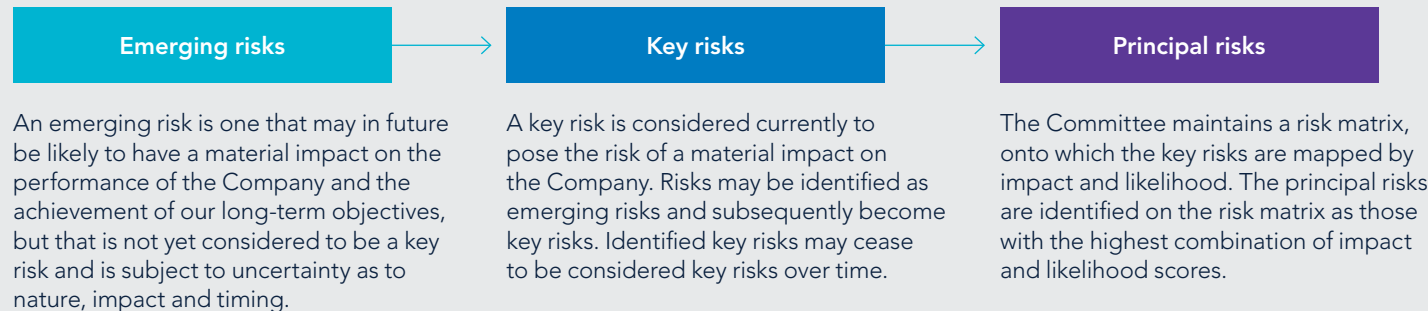 Emerging risks
An emerging risk is one that may in future
be likely to have a material impact on the
performance of the Company and the
achievement of our long-term objectives,
but that is not yet considered to be a key
risk and is subject to uncertainty as to
nature, impact and timing.
Key risks
A key risk is considered currently to
pose the risk of a material impact on
the Company. Risks may be identified as
emerging risks and subsequently become
key risks. Identified key risks may cease
to be considered key risks over time.
Principal risks
The Committee maintains a risk matrix,
onto which the key risks are mapped by
impact and likelihood. The principal risks
are identified on the risk matrix as those
with the highest combination of impact
and likelihood scores.